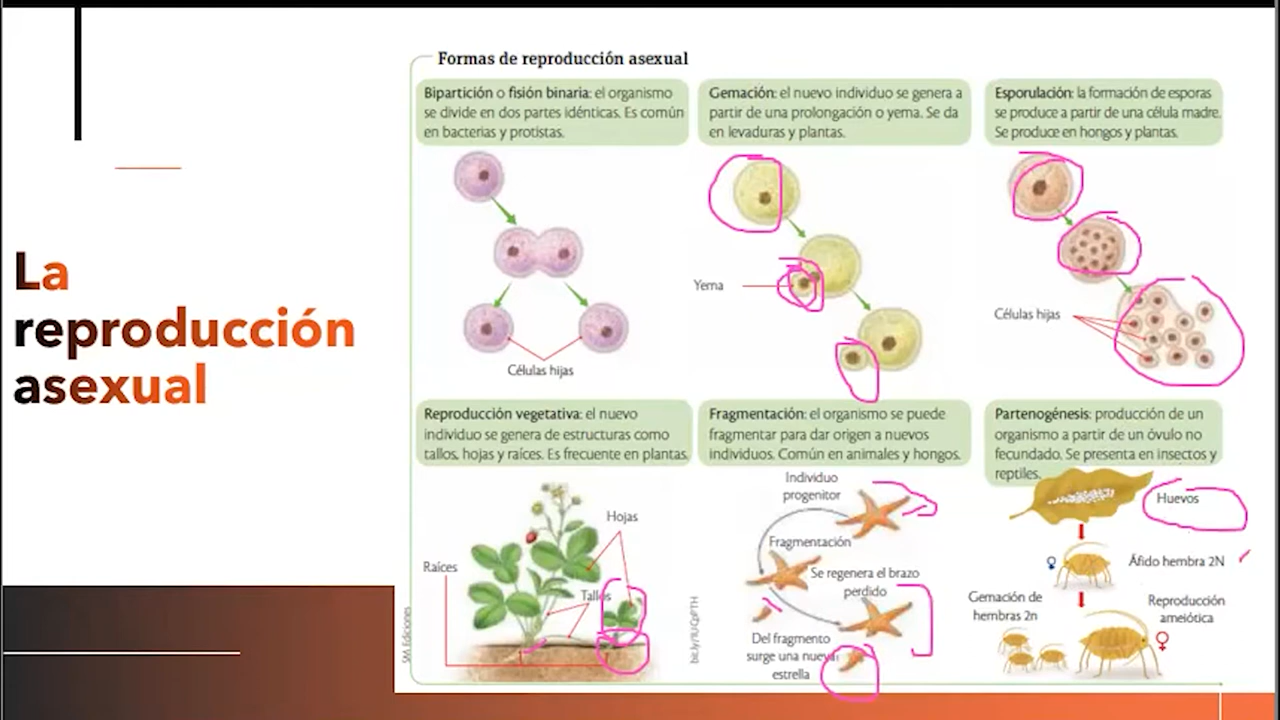 La
reproducción
asexual
Formas de reproducción asexual
Bipartición o fisión binaria: el organismo
se divide en dos partes idénticas. Es común
en bacterias y protistas.
Células hijas
Gemación: el nuevo individuo se genera a
partir de una prolongación o yema. Se da
en levaduras y plantas.
Yema
Esporulación: la formación de esporas
se produce a partir de una célula madre.
Se produce en hongos y plantas.
Células hijas
Reproducción vegetativa: el nuevo
individuo se genera de estructuras como
tallos, hojas y raíces. Es frecuente en plantas.
Hojas
Raíces
Tallos
SM Ediciones
Fragmentación: el organismo se puede
fragmentar para dar origen a nuevos
individuos. Común en animales y hongos.
Individuo
progenitor
Fragmentación
Se regenera el brazo
perdido
Del fragmento
surge una nueva
estrella
Partenogénesis: producción de un
organismo a partir de un óvulo no
fecundado. Se presenta en insectos y
reptiles.
Huevos
♀
Áfido hembra 2N
Gemación de
hembras 2n
Reproducción
ameiótica
♀